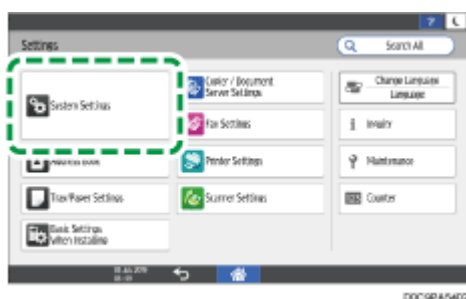 ?
Settings
Search All
System Settings
Copier / Document
Server Settings
Change Language
Language
Fax Settings
Inquiry
Address Book
Printer Settings
Maintenance
Tray/Paper Settings
Scanner Settings
Counter
Basic Settings
When Installing